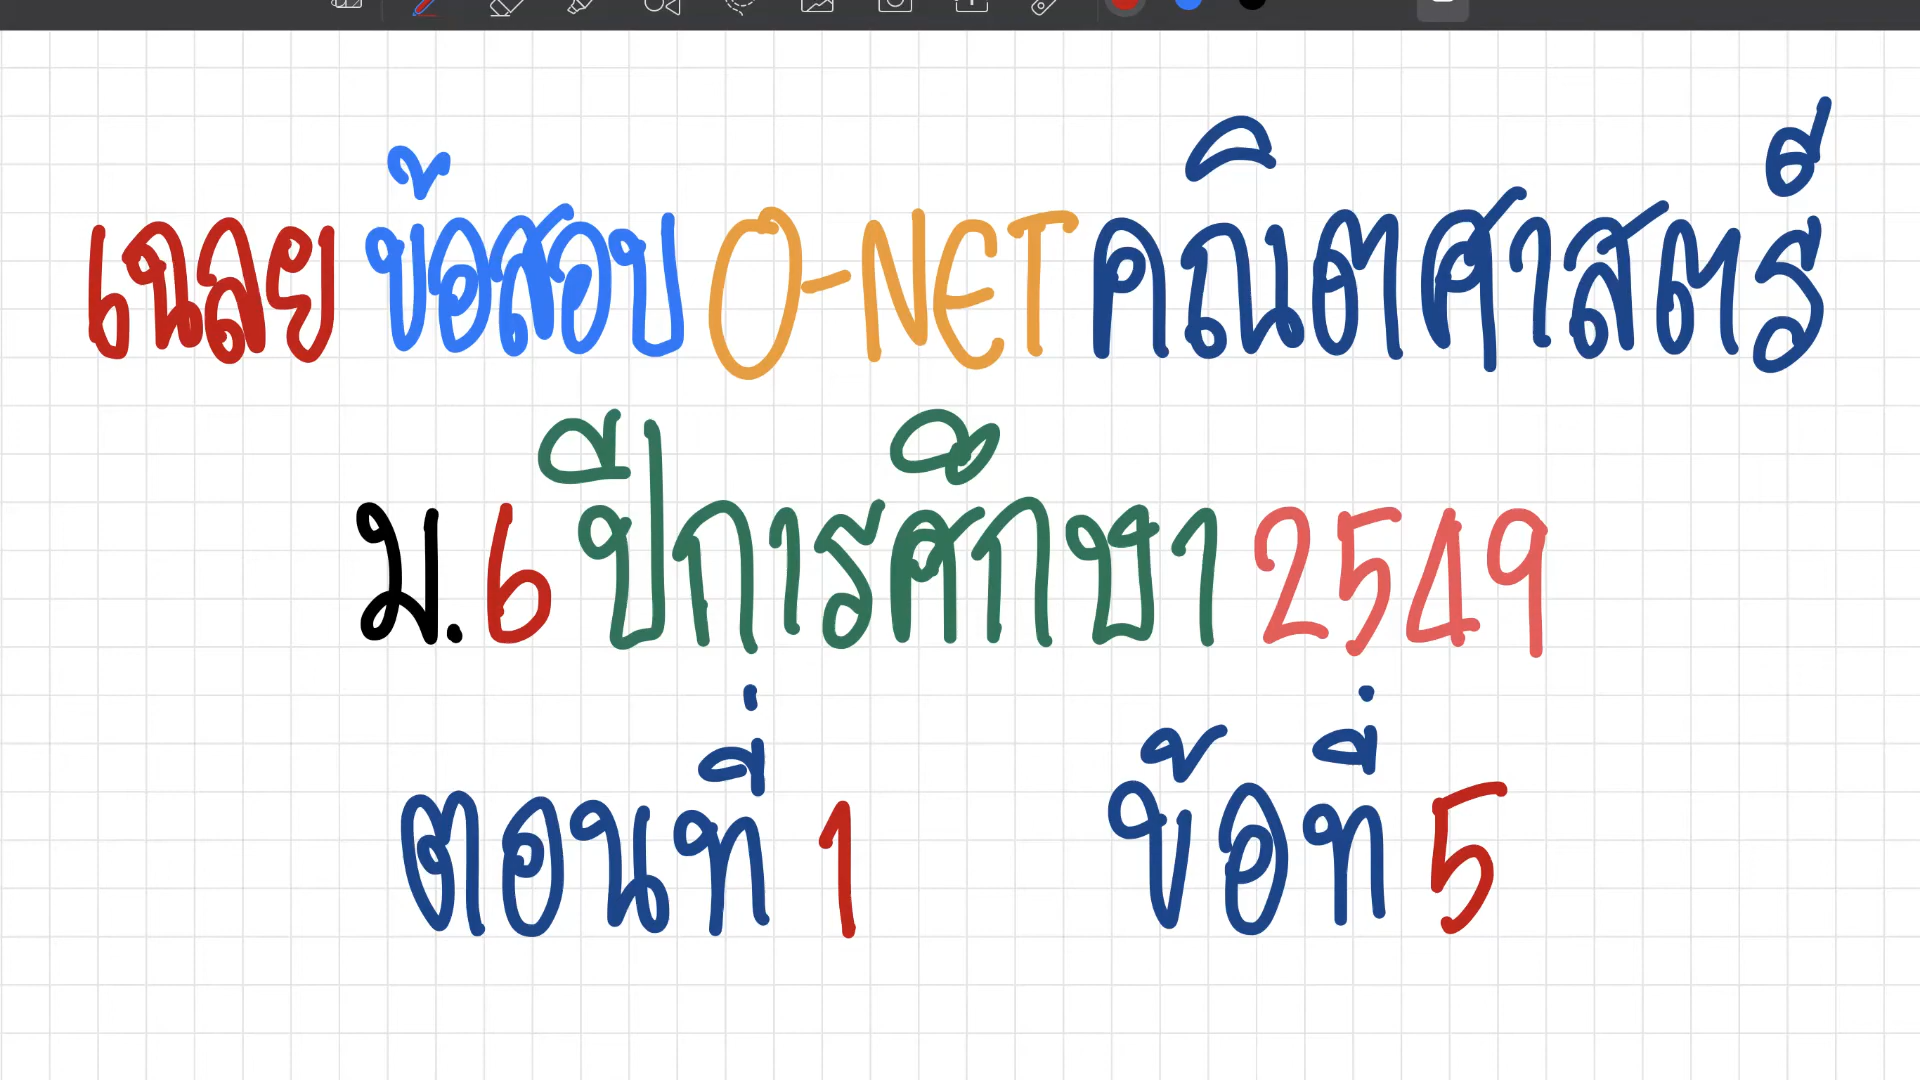 เฉลย ข้อสอบ O-NET คณิตศาสตร์
ม.6 ปีการศึกษา 2549
ตอนที่ 1 ข้อที่ 5